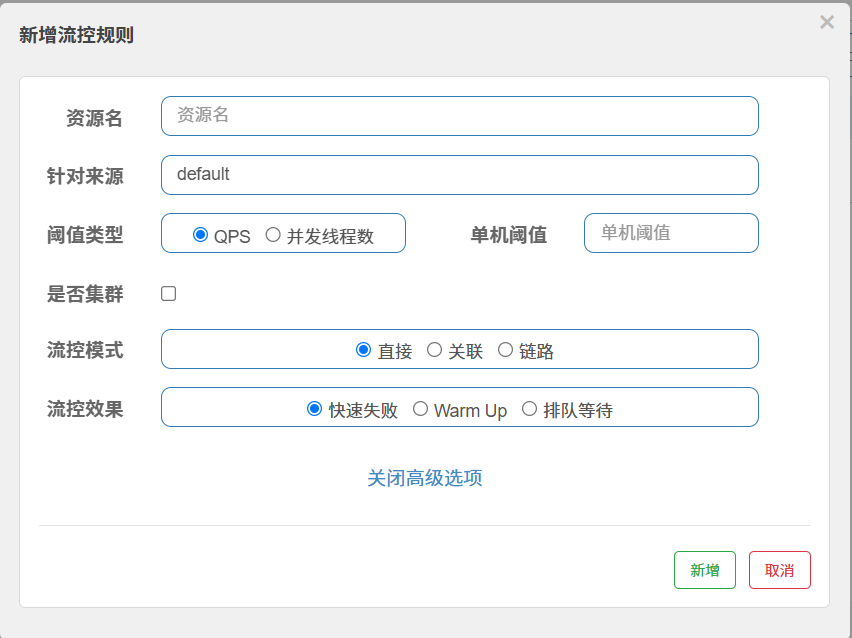 新增流控规则
×
资源名 资源名
针对来源 default
阈值类型 QPS 并发线程数 单机阈值 单机阈值
是否集群
流控模式 直接 关联 链路
流控效果 快速失败 Warm Up 排队等待
关闭高级选项
新增 取消